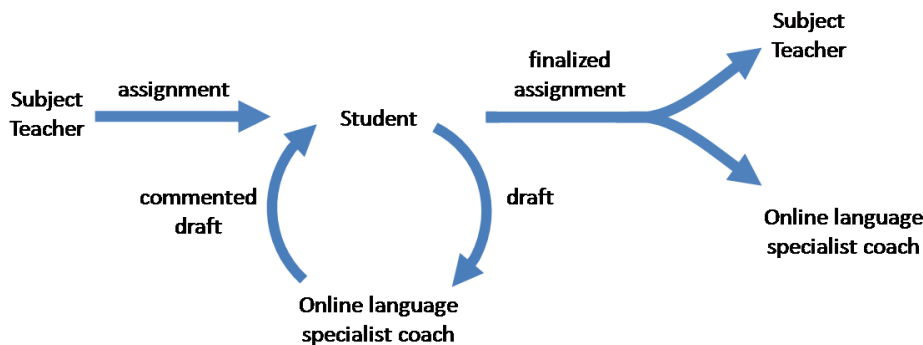 Subject
Teacher
assignment
Student
commented
draft
draft
Online language
specialist coach
finalized
assignment
Subject
Teacher
Online language
specialist coach